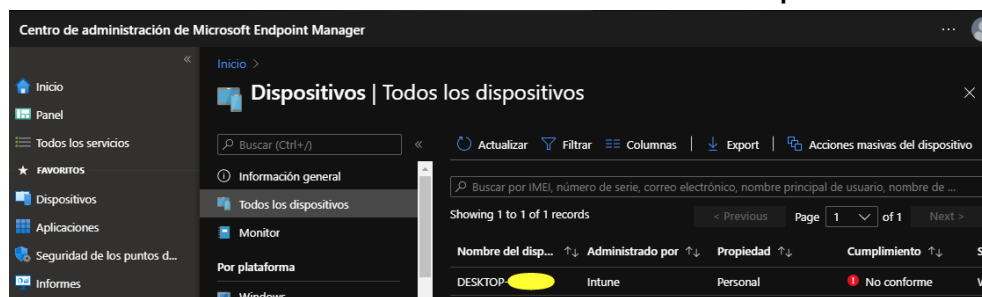 Centro de administración de Microsoft Endpoint Manager
...
«
Inicio >
Inicio
Panel
Todos los servicios
FAVORITOS
Dispositivos
Aplicaciones
Seguridad de los puntos d...
Informes
Dispositivos | Todos los dispositivos
Buscar (Ctrl+/)
«
Información general
Todos los dispositivos
Monitor
Por plataforma
Windows
Actualizar Filtrar Columnas Export Acciones masivas del dispositivo
Buscar por IMEI, número de serie, correo electrónico, nombre principal de usuario, nombre de ...
Showing 1 to 1 of 1 records < Previous Page 1 of 1 Next >
Nombre del disp... ↑↓ Administrado por ↑↓ Propiedad ↑↓ Cumplimiento ↑↓
DESKTOP- Intune Personal No conforme